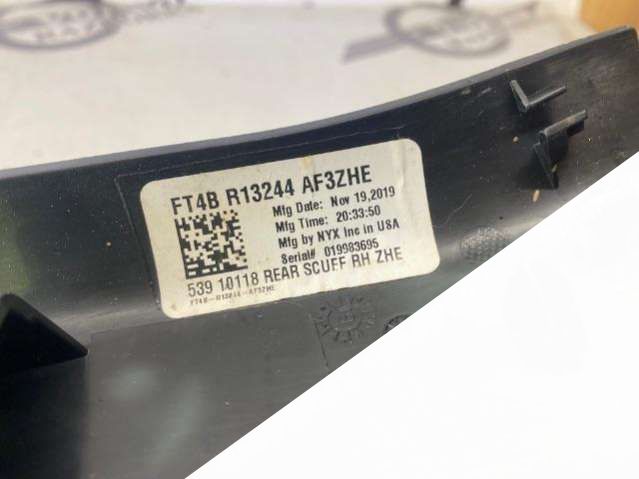 FT4B R13244 AF3ZHE
Mfg Date: Nov 19,2019
Mfg Time: 20:33:50
Mfg by NYX Inc in USA
Serial# 019983695
539 10118 REAR SCUFF RH ZHE
FT4B-R13244-AF3ZHE